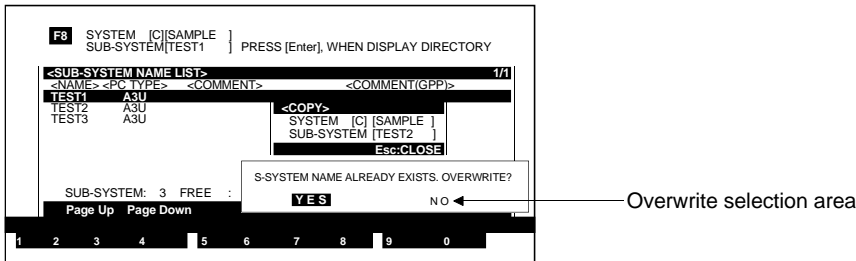 F8 SYSTEM [C][SAMPLE ]
SUB-SYSTEM[TEST1 ] PRESS [Enter], WHEN DISPLAY DIRECTORY
<SUB-SYSTEM NAME LIST> 1/1
<NAME> <PC TYPE> <COMMENT> <COMMENT(GPP)>
TEST1 A3U
TEST2 A3U
TEST3 A3U
<COPY>
SYSTEM [C] [SAMPLE ]
SUB-SYSTEM [TEST2 ]
Esc:CLOSE
S-SYSTEM NAME ALREADY EXISTS. OVERWRITE?
YES NO
Overwrite selection area
SUB-SYSTEM: 3 FREE :
Page Up Page Down
1 2 3 4 5 6 7 8 9 0